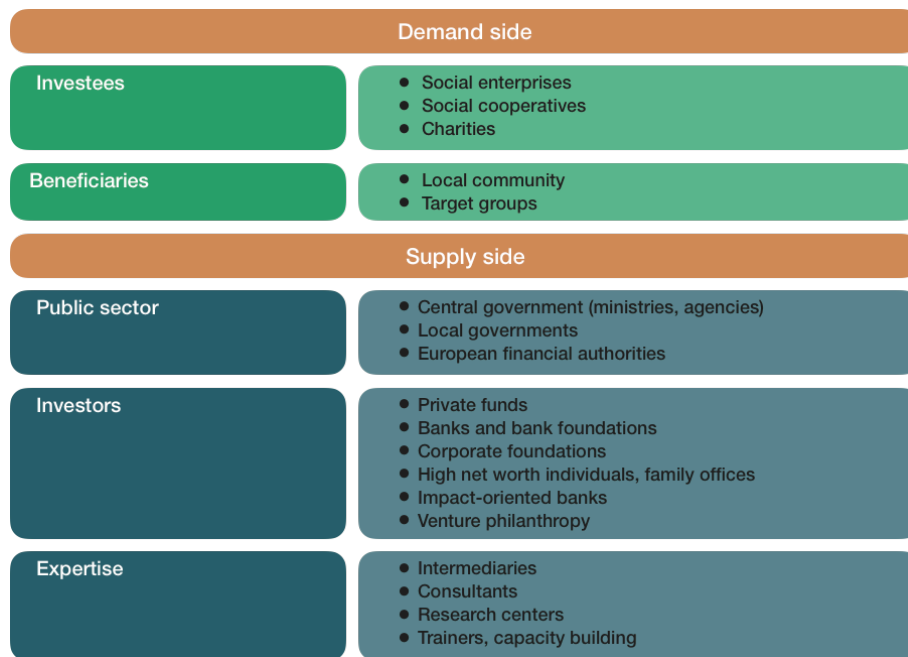 Demand side
Investees
● Social enterprises
● Social cooperatives
● Charities
Beneficiaries
● Local community
● Target groups
Supply side
Public sector
● Central government (ministries, agencies)
● Local governments
● European financial authorities
Investors
● Private funds
● Banks and bank foundations
● Corporate foundations
● High net worth individuals, family offices
● Impact-oriented banks
● Venture philanthropy
Expertise
● Intermediaries
● Consultants
● Research centers
● Trainers, capacity building